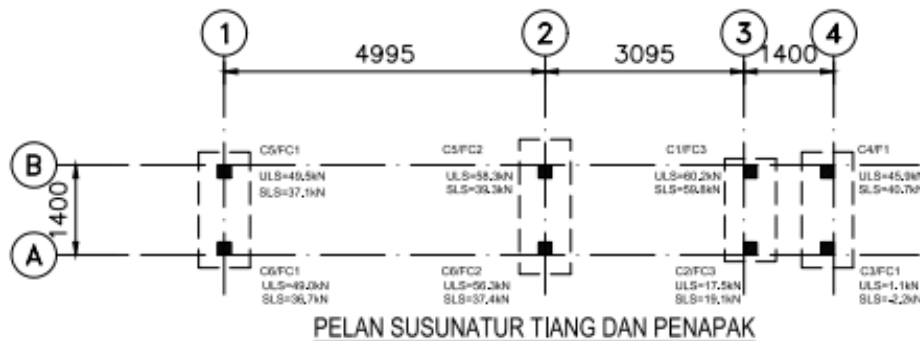 1 2 3 4
4995 3095 1400
B
C5/FC1 C5/FC2 C1/FC3 C4/F1
ULS=49.5kN ULS=58.3kN ULS=60.2kN ULS=45.9kN
SLS=37.1kN SLS=39.3kN SLS=59.8kN SLS=40.7kN
1400
A
C6/FC1 C6/FC2 C2/FC3 C3/FC1
ULS=49.0kN ULS=56.3kN ULS=17.5kN ULS=1.1kN
SLS=36.7kN SLS=37.4kN SLS=19.1kN SLS=-2.2kN
PELAN SUSUNATUR TIANG DAN PENAPAK